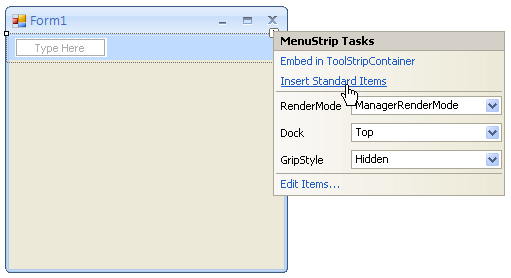 Form1
Type Here
MenuStrip Tasks
Embed in ToolStripContainer
Insert Standard Items
RenderMode ManagerRenderMode
Dock Top
GripStyle Hidden
Edit Items...